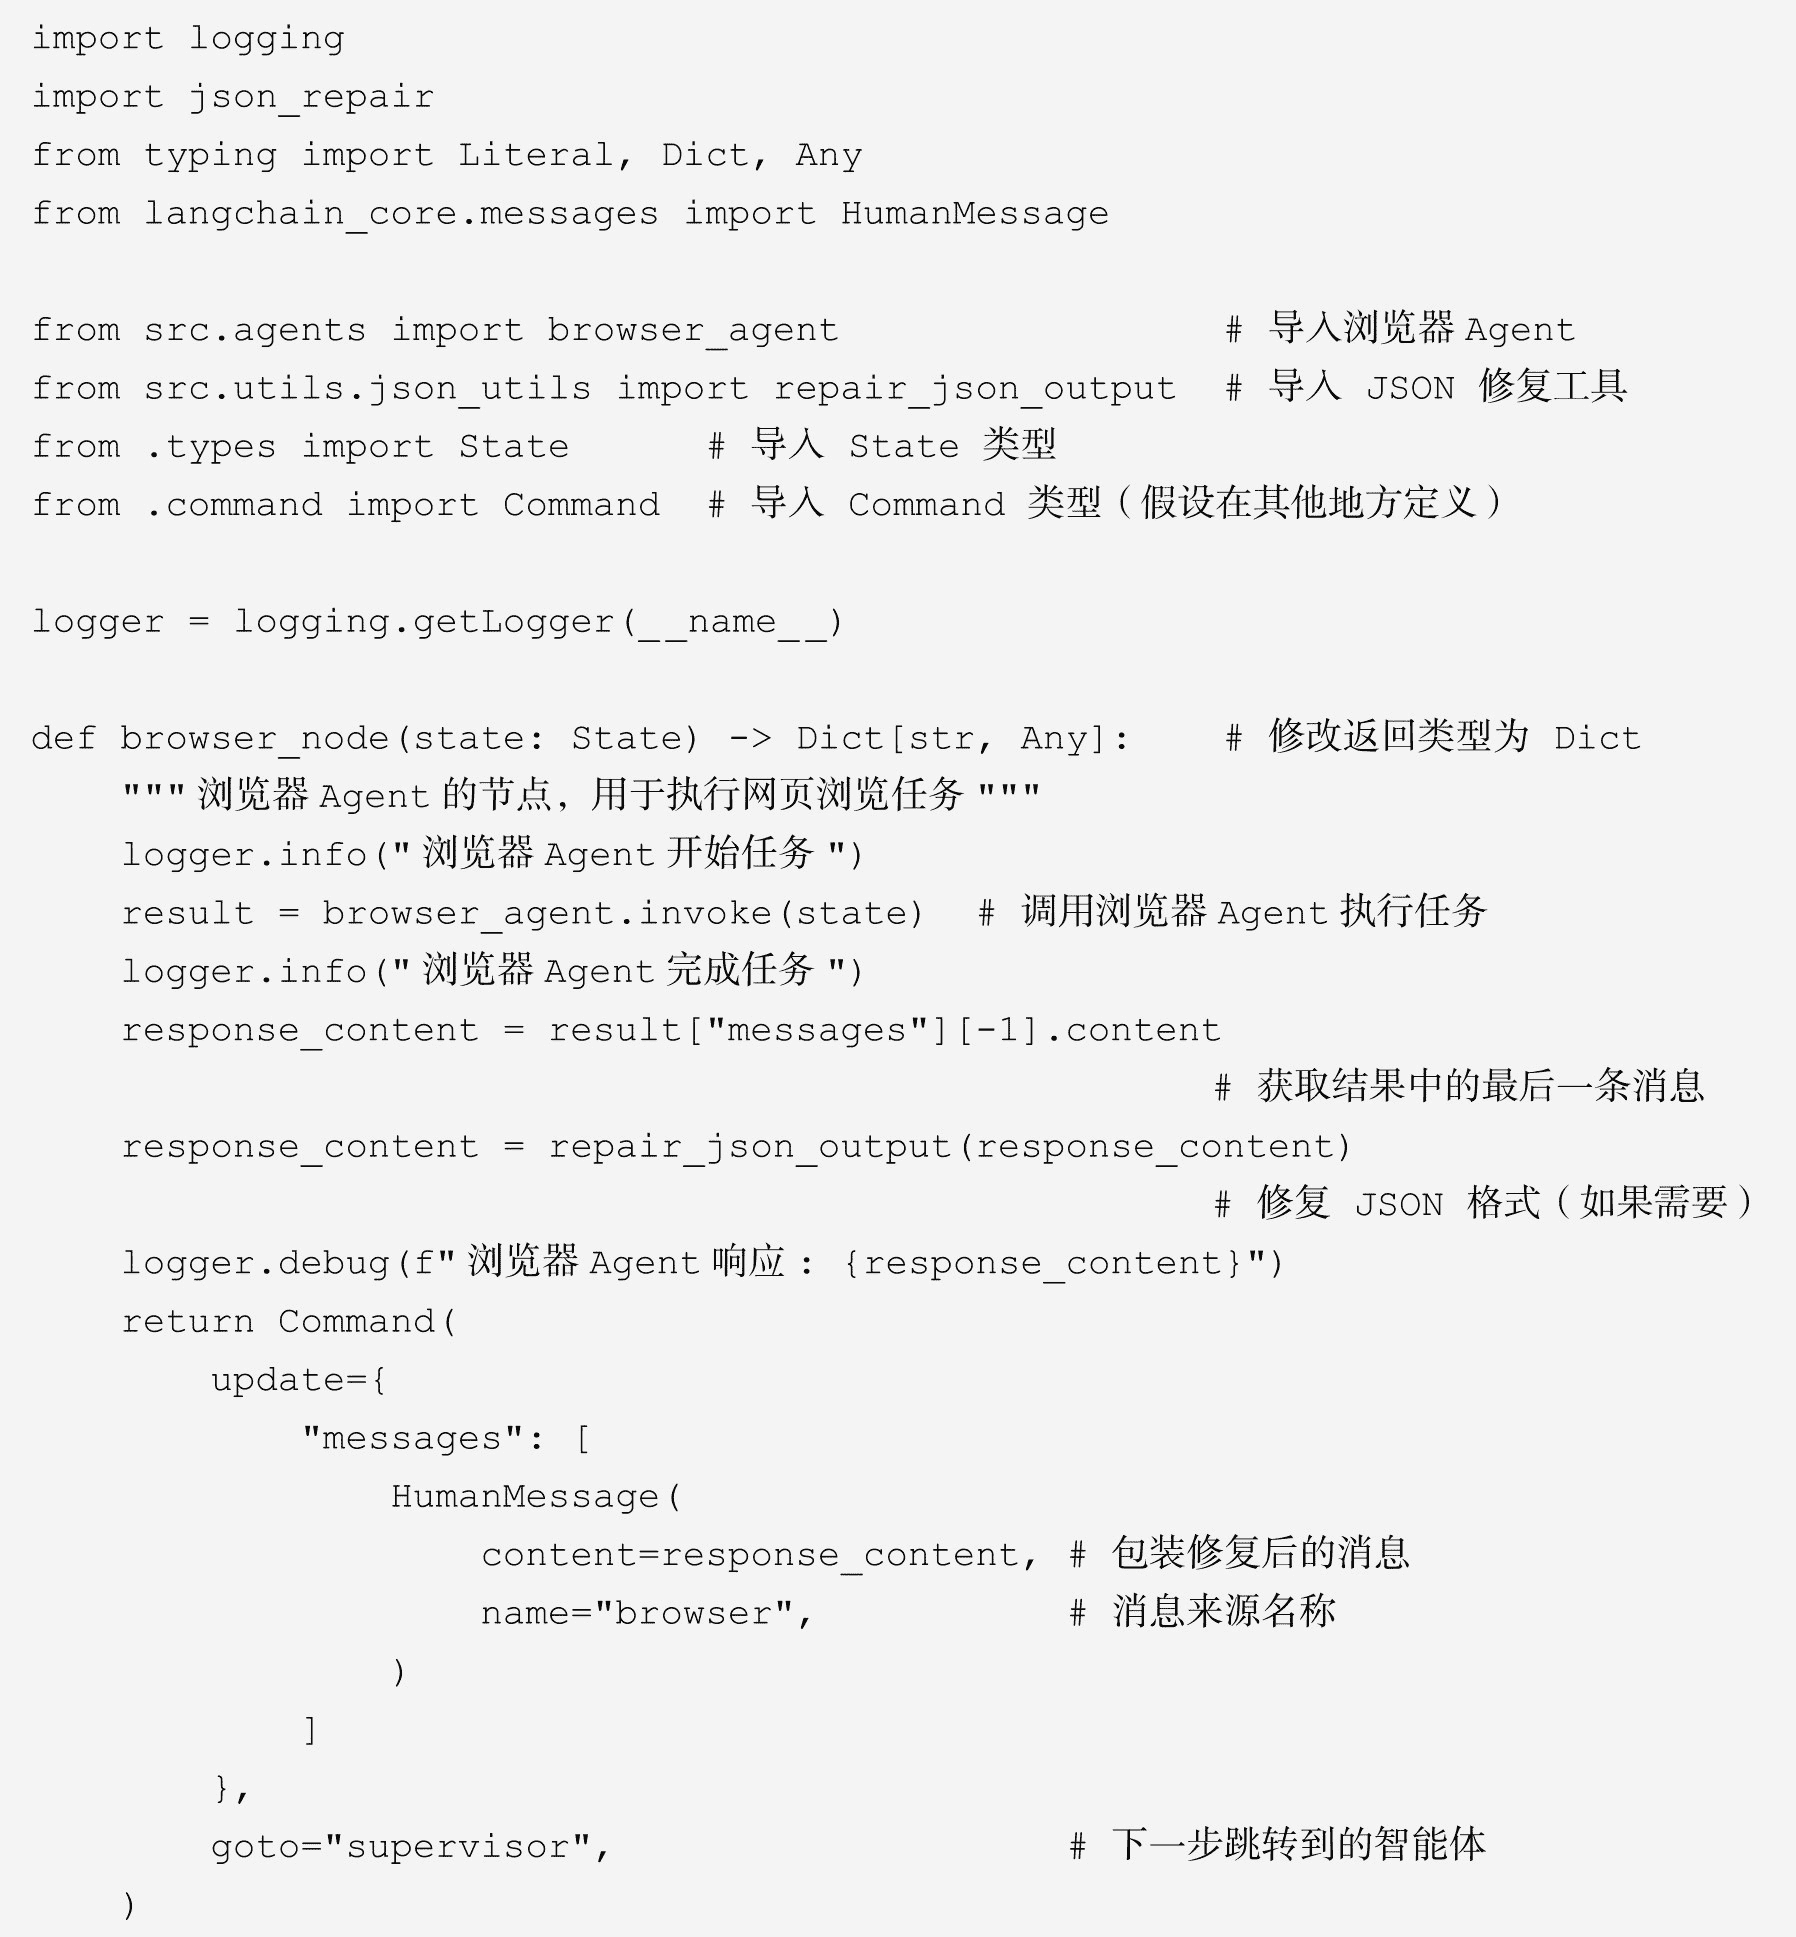 import logging
import json_repair
from typing import Literal, Dict, Any
from langchain_core.messages import HumanMessage

from src.agents import browser_agent                 # 导入浏览器 Agent
from src.utils.json_utils import repair_json_output  # 导入 JSON 修复工具
from .types import State      # 导入 State 类型
from .command import Command  # 导入 Command 类型（假设在其他地方定义）

logger = logging.getLogger(__name__)

def browser_node(state: State) -> Dict[str, Any]:    # 修改返回类型为 Dict
    """浏览器 Agent 的节点，用于执行网页浏览任务"""
    logger.info("浏览器 Agent 开始任务")
    result = browser_agent.invoke(state)  # 调用浏览器 Agent 执行任务
    logger.info("浏览器 Agent 完成任务")
    response_content = result["messages"][-1].content
                                                     # 获取结果中的最后一条消息
    response_content = repair_json_output(response_content)
                                                     # 修复 JSON 格式（如果需要）
    logger.debug(f"浏览器 Agent 响应: {response_content}")
    return Command(
        update={
            "messages": [
                HumanMessage(
                    content=response_content, # 包装修复后的消息
                    name="browser",           # 消息来源名称
                )
            ]
        },
        goto="supervisor",                    # 下一步跳转到的智能体
    )